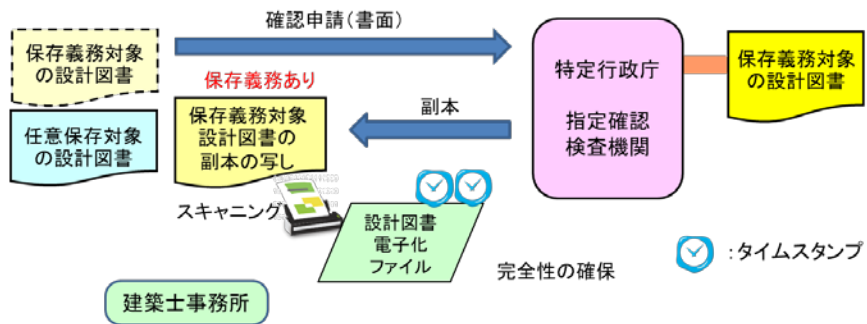 確認申請(書面)
保存義務対象
の設計図書
保存義務あり
特定行政庁
指定確認
検査機関
保存義務対象
の設計図書
任意保存対象
の設計図書
保存義務対象
設計図書の
副本の写し
副本
スキャニング
設計図書
電子化
ファイル
完全性の確保
:タイムスタンプ
建築士事務所